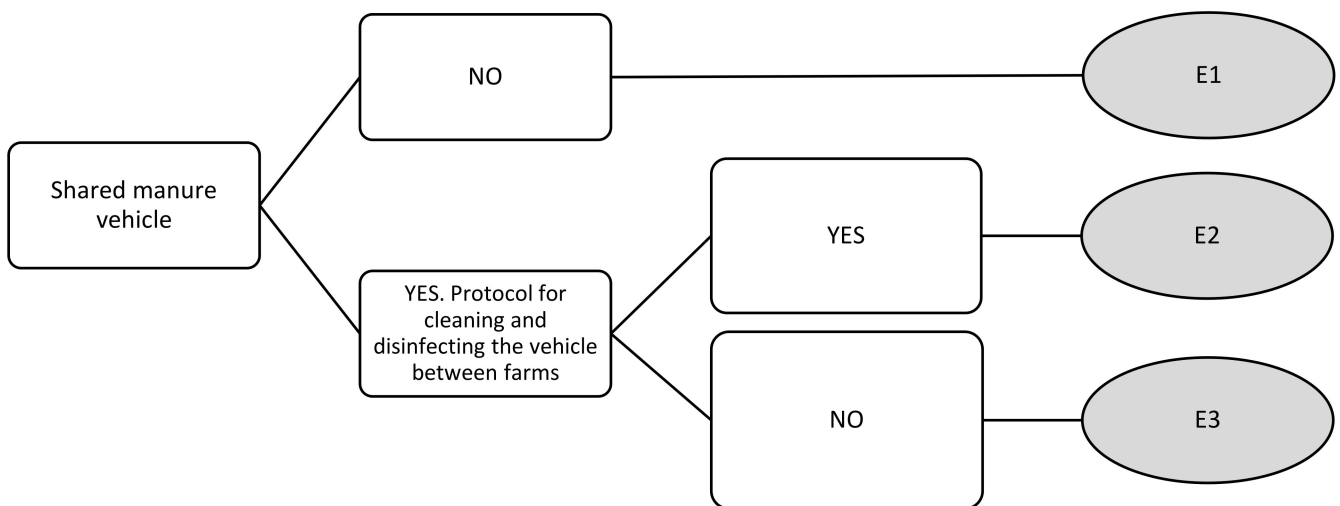 NO
E1
Shared manure
vehicle
YES
E2
YES. Protocol for
cleaning and
disinfecting the vehicle
between farms
NO
E3